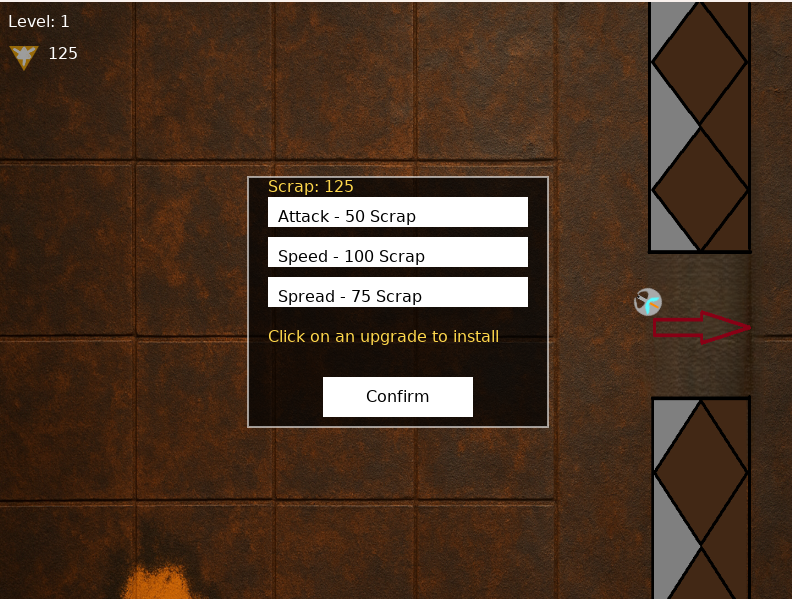 Level: 1
125
Scrap: 125
Attack - 50 Scrap
Speed - 100 Scrap
Spread - 75 Scrap
Click on an upgrade to install
Confirm